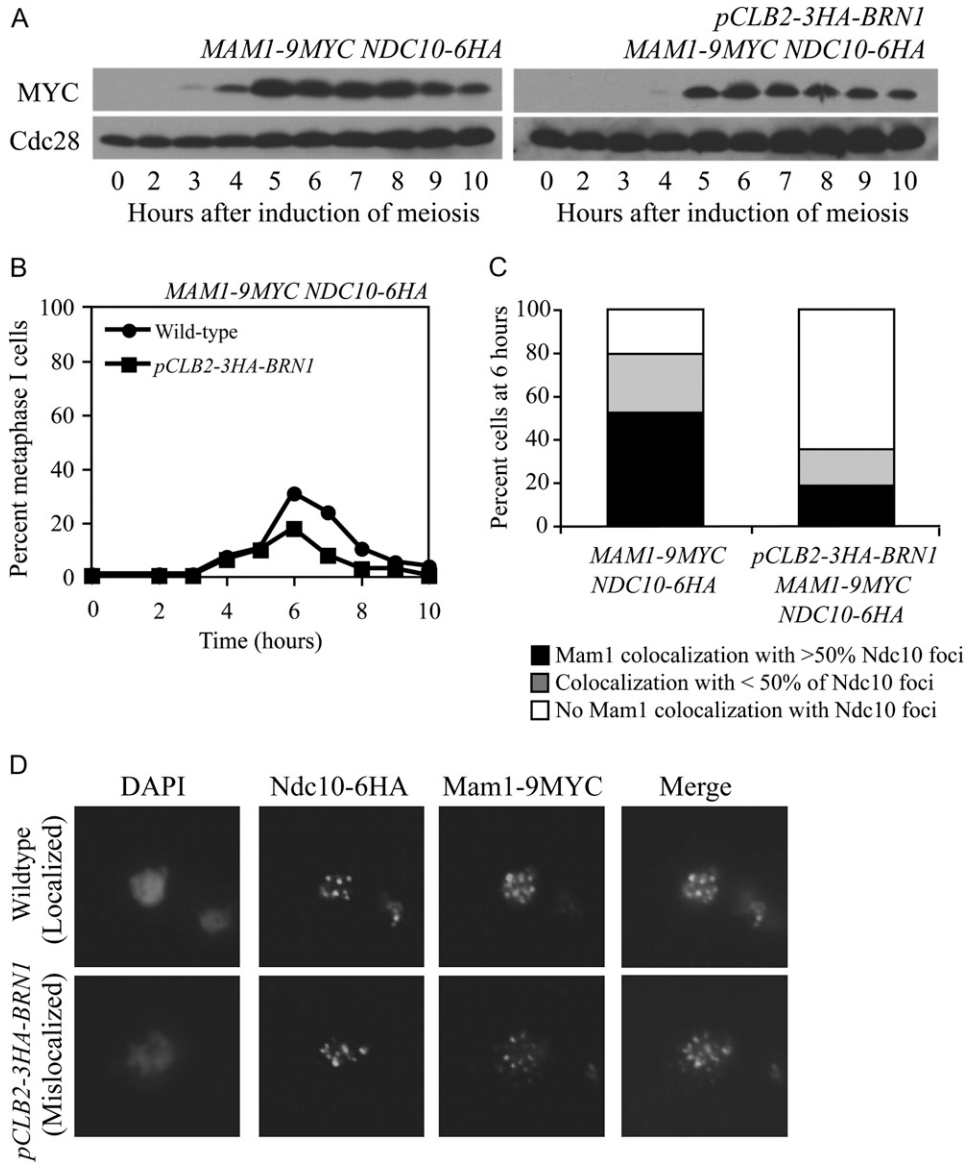 A
MAM1-9MYC NDC10-6HA
pCLB2-3HA-BRN1
MAM1-9MYC NDC10-6HA
MYC
Cdc28
0 2 3 4 5 6 7 8 9 10
Hours after induction of meiosis
0 2 3 4 5 6 7 8 9 10
Hours after induction of meiosis
B
MAM1-9MYC NDC10-6HA
Percent metaphase I cells
100
80
60
40
20
0
Wild-type
pCLB2-3HA-BRN1
0 2 4 6 8 10
Time (hours)
C
Percent cells at 6 hours
100
80
60
40
20
0
MAM1-9MYC
NDC10-6HA
pCLB2-3HA-BRN1
MAM1-9MYC
NDC10-6HA
Mam1 colocalization with >50% Ndc10 foci
Colocalization with < 50% of Ndc10 foci
No Mam1 colocalization with Ndc10 foci
D
DAPI Ndc10-6HA Mam1-9MYC Merge
Wildtype
(Localized)
pCLB2-3HA-BRN1
(Mislocalized)